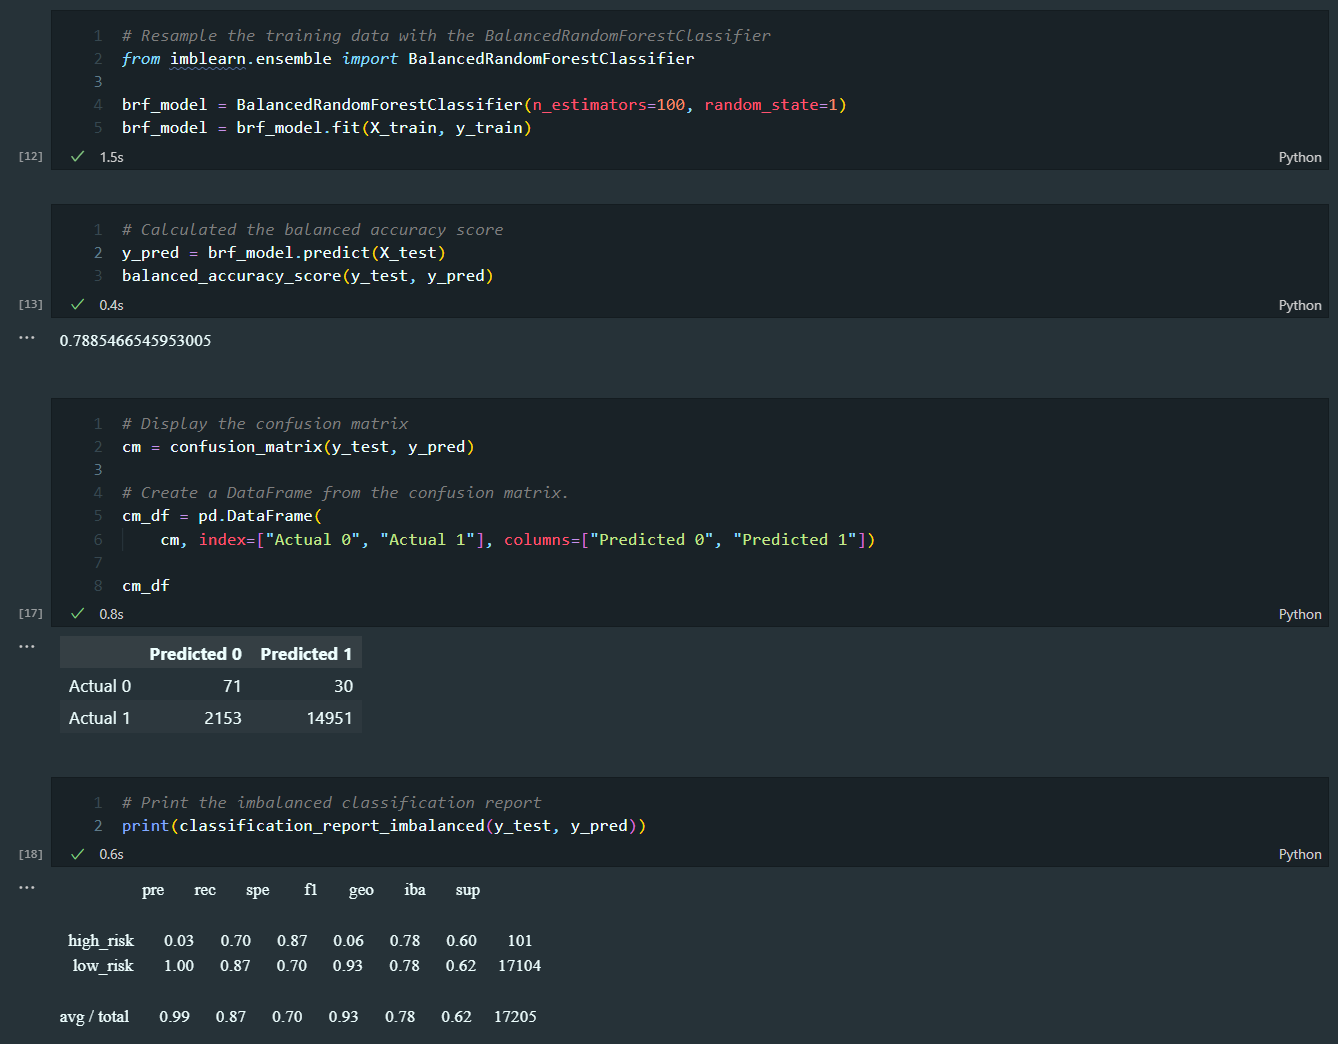 1 # Resample the training data with the BalancedRandomForestClassifier
2 from imblearn.ensemble import BalancedRandomForestClassifier
3
4 brf_model = BalancedRandomForestClassifier(n_estimators=100, random_state=1)
5 brf_model = brf_model.fit(X_train, y_train)
[12] ✓ 1.5s Python
1 # Calculated the balanced accuracy score
2 y_pred = brf_model.predict(X_test)
3 balanced_accuracy_score(y_test, y_pred)
[13] ✓ 0.4s Python
... 0.7885466545953005
1 # Display the confusion matrix
2 cm = confusion_matrix(y_test, y_pred)
3
4 # Create a DataFrame from the confusion matrix.
5 cm_df = pd.DataFrame(
6 cm, index=["Actual 0", "Actual 1"], columns=["Predicted 0", "Predicted 1"])
7
8 cm_df
[17] ✓ 0.8s Python
... Predicted 0 Predicted 1
Actual 0 71 30
Actual 1 2153 14951
1 # Print the imbalanced classification report
2 print(classification_report_imbalanced(y_test, y_pred))
[18] ✓ 0.6s Python
... pre rec spe f1 geo iba sup
high_risk 0.03 0.70 0.87 0.06 0.78 0.60 101
low_risk 1.00 0.87 0.70 0.93 0.78 0.62 17104
avg / total 0.99 0.87 0.70 0.93 0.78 0.62 17205